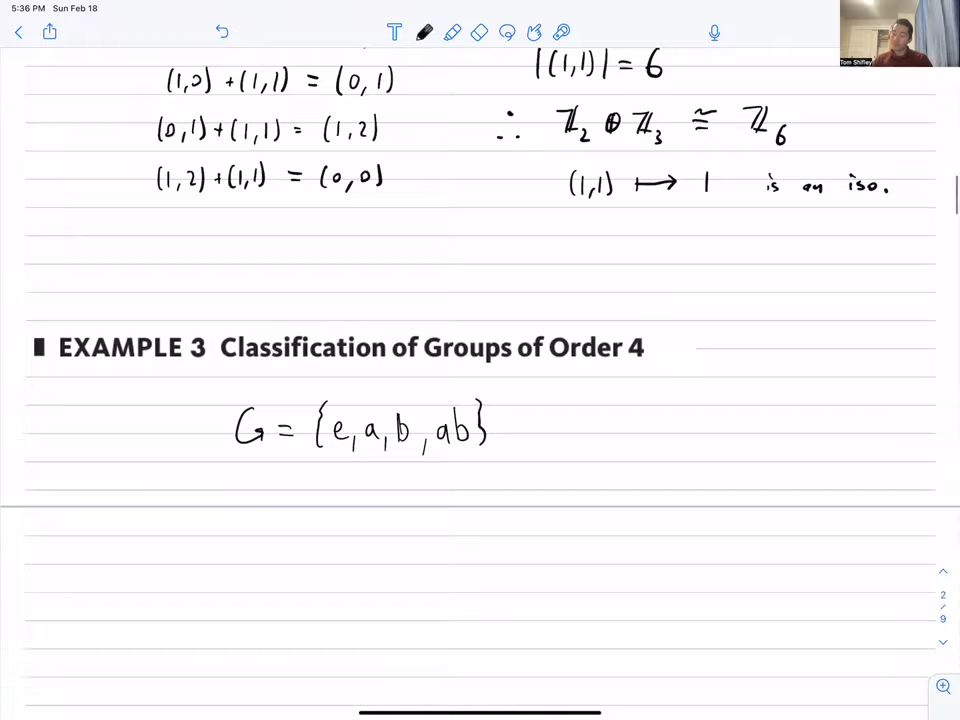 5:36 PM Sun Feb 18
Tom Shifley
(1,0) + (1,1) = (0,1)
|(1,1)| = 6
(0,1) + (1,1) = (1,2)
∴ ℤ₂ ⊕ ℤ₃ ≅ ℤ₆
(1,2) + (1,1) = (0,0)
(1,1) ↦ 1 is an iso.
EXAMPLE 3 Classification of Groups of Order 4
G = {e, a, b, ab}
2
/
9